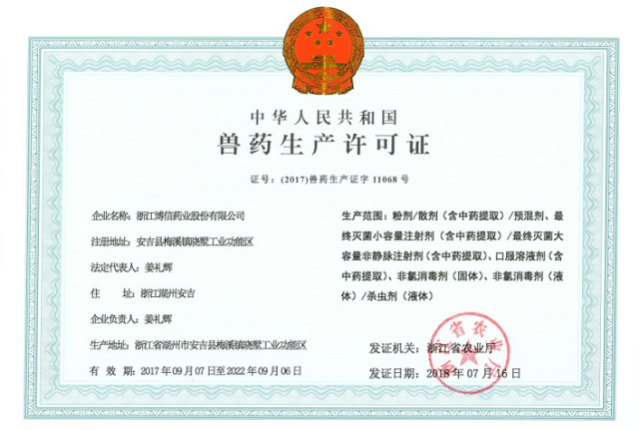 中华人民共和国
兽药生产许可证
证号：(2017)兽药生产证字 11068 号
企业名称：浙江博信药业股份有限公司
注册地址：安吉县梅溪镇晓墅工业功能区
法定代表人：姜礼辉
住 址：浙江湖州安吉
企业负责人：姜礼辉
生产地址：浙江省湖州市安吉县梅溪镇晓墅工业功能区
有 效 期：2017 年 09 月 07 日至 2022 年 09 月 06 日
生产范围：粉剂/散剂（含中药提取）/预混剂、最
终灭菌小容量注射剂（含中药提取）/最终灭菌大
容量非静脉注射剂（含中药提取）、口服溶液剂（含
中药提取）、非氯消毒剂（固体）、非氯消毒剂（液
体）/杀虫剂（液体）
发证机关：浙江省农业厅
发证日期：2018 年 07 月 16 日
浙江省农业厅